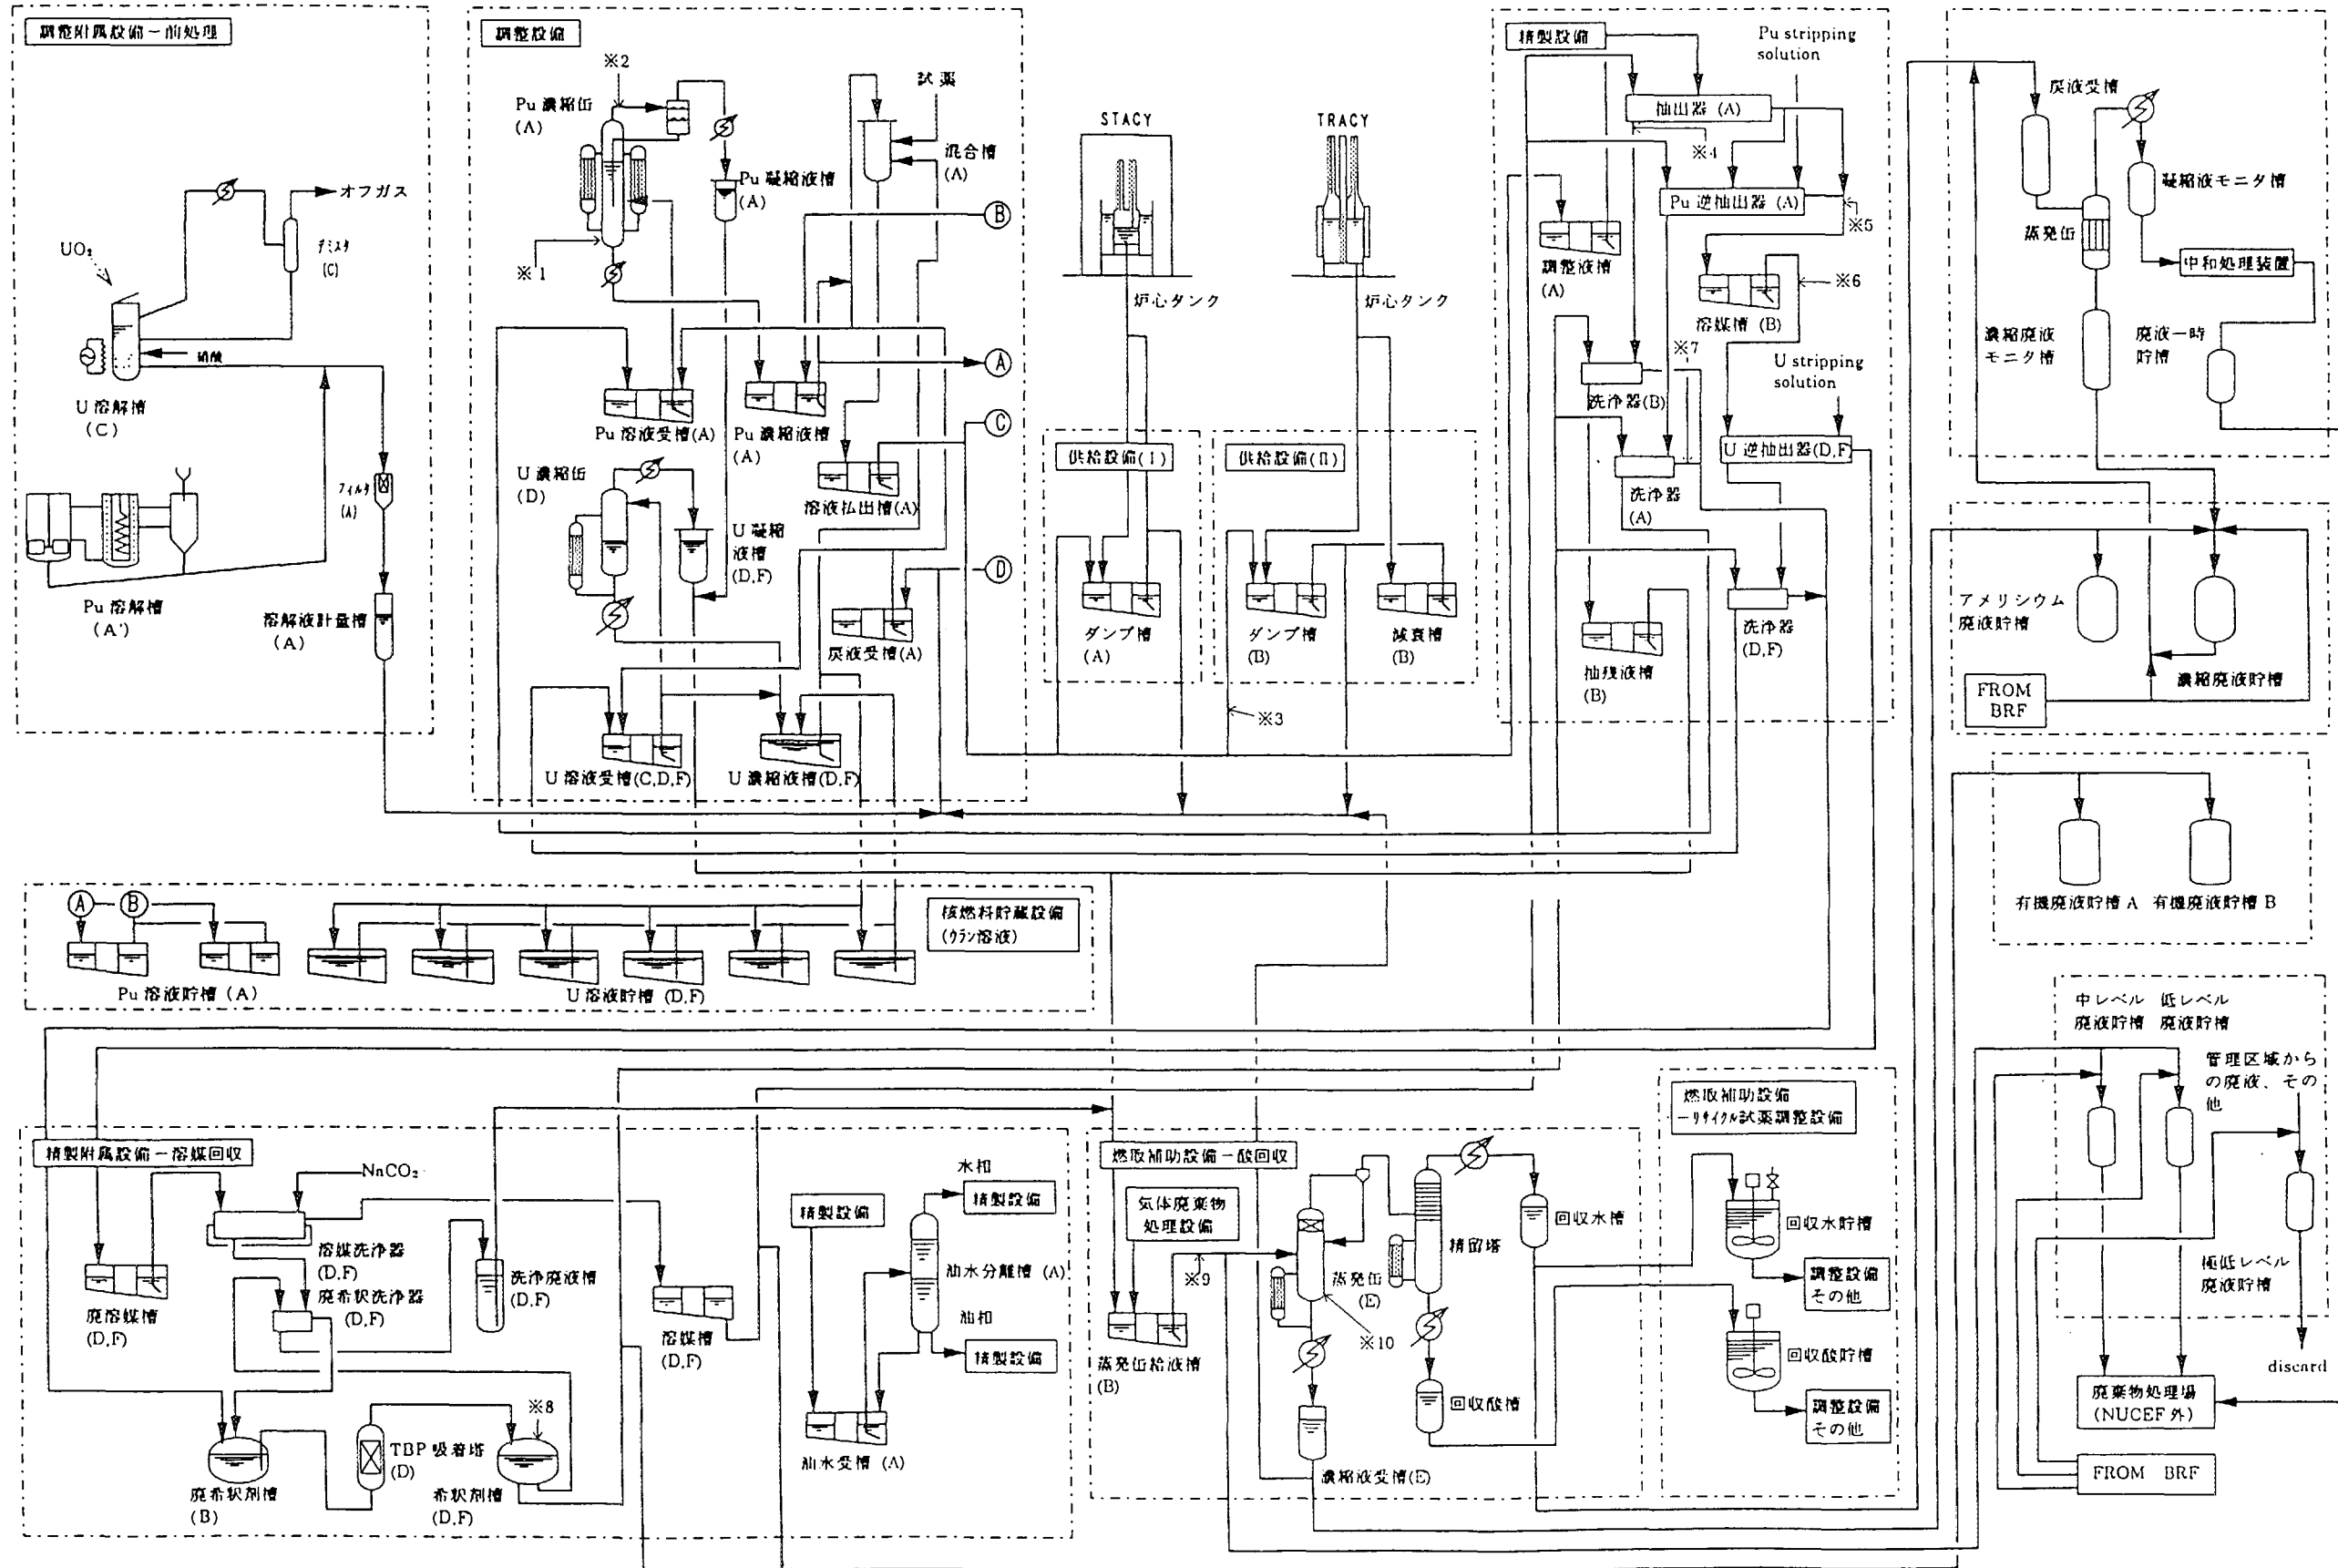 調整附属設備－前処理
UO₂
オフガス
デミスタ
(C)
硝酸
U 溶解槽
(C)
フィルタ
(A)
Pu 溶解槽
(A')
溶解液計量槽
(A)
調整設備
※2
Pu 濃縮缶
(A)
※1
試薬
混合槽
(A)
Pu 凝縮液槽
(A)
B
A
C
D
Pu 溶液受槽(A)
Pu 濃縮液槽
(A)
溶液払出槽(A)
U 濃縮缶
(D)
U 凝縮
液槽
(D,F)
廃液受槽(A)
U 溶液受槽(C,D,F)
U 濃縮液槽(D,F)
STACY
TRACY
炉心タンク
炉心タンク
供給設備(Ⅰ)
供給設備(Ⅱ)
ダンプ槽
(A)
ダンプ槽
(B)
減衰槽
(B)
※3
精製設備
Pu stripping
solution
抽出器 (A)
※4
Pu 逆抽出器 (A)
※5
調整液槽
(A)
※6
溶媒槽 (B)
※7
U stripping
solution
洗浄器(B)
U 逆抽出器(D,F)
洗浄器
(A)
洗浄器
(D,F)
抽残液槽
(B)
廃液受槽
凝縮液モニタ槽
蒸発缶
中和処理装置
濃縮廃液
モニタ槽
廃液一時
貯槽
アメリシウム
廃液貯槽
濃縮廃液貯槽
FROM
BRF
有機廃液貯槽 A
有機廃液貯槽 B
A
B
核燃料貯蔵設備
(ウラン溶液)
Pu 溶液貯槽 (A)
U 溶液貯槽 (D,F)
中レベル
廃液貯槽
低レベル
廃液貯槽
管理区域から
の廃液、その
他
極低レベル
廃液貯槽
discard
廃棄物処理場
(NUCEF 外)
FROM BRF
精製附属設備－溶媒回収
NnCO₂
溶媒洗浄器
(D,F)
廃希釈洗浄器
(D,F)
廃溶媒槽
(D,F)
洗浄廃液槽
(D,F)
溶媒槽
(D,F)
※8
TBP 吸着塔
(D)
廃希釈剤槽
(B)
希釈剤槽
(D,F)
水相
精製設備
精製設備
油水分離槽 (A)
油相
精製設備
油水受槽 (A)
燃取補助設備－酸回収
気体廃棄物
処理設備
※9
蒸発缶
(E)
※10
蒸発缶給液槽
(B)
精留塔
回収水槽
回収酸槽
濃縮液受槽(E)
燃取補助設備
－リサイクル試薬調整設備
回収水貯槽
調整設備
その他
回収酸貯槽
調整設備
その他